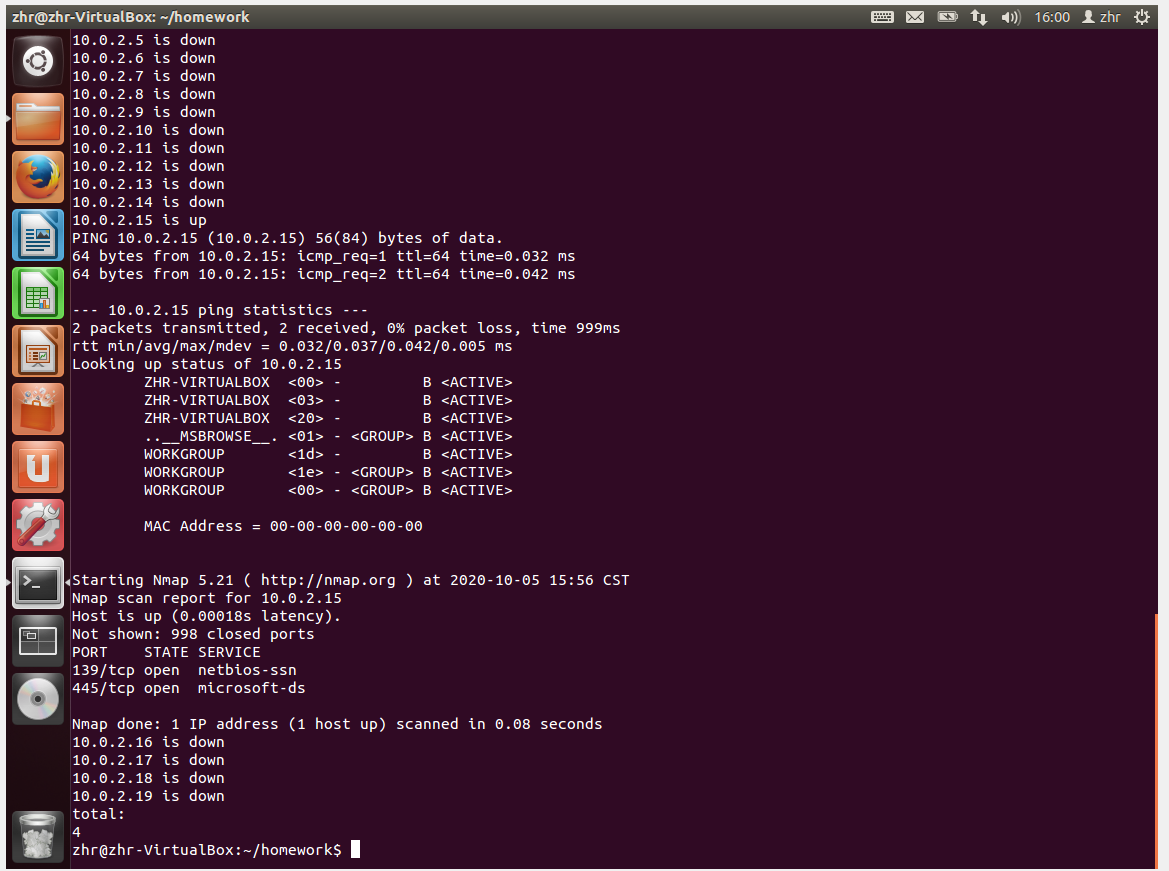 zhr@zhr-VirtualBox: ~/homework 16:00 zhr
10.0.2.5 is down
10.0.2.6 is down
10.0.2.7 is down
10.0.2.8 is down
10.0.2.9 is down
10.0.2.10 is down
10.0.2.11 is down
10.0.2.12 is down
10.0.2.13 is down
10.0.2.14 is down
10.0.2.15 is up
PING 10.0.2.15 (10.0.2.15) 56(84) bytes of data.
64 bytes from 10.0.2.15: icmp_req=1 ttl=64 time=0.032 ms
64 bytes from 10.0.2.15: icmp_req=2 ttl=64 time=0.042 ms
--- 10.0.2.15 ping statistics ---
2 packets transmitted, 2 received, 0% packet loss, time 999ms
rtt min/avg/max/mdev = 0.032/0.037/0.042/0.005 ms
Looking up status of 10.0.2.15
ZHR-VIRTUALBOX <00> - B <ACTIVE>
ZHR-VIRTUALBOX <03> - B <ACTIVE>
ZHR-VIRTUALBOX <20> - B <ACTIVE>
..__MSBROWSE__. <01> - <GROUP> B <ACTIVE>
WORKGROUP <1d> - B <ACTIVE>
WORKGROUP <1e> - <GROUP> B <ACTIVE>
WORKGROUP <00> - <GROUP> B <ACTIVE>
MAC Address = 00-00-00-00-00-00
Starting Nmap 5.21 ( http://nmap.org ) at 2020-10-05 15:56 CST
Nmap scan report for 10.0.2.15
Host is up (0.00018s latency).
Not shown: 998 closed ports
PORT STATE SERVICE
139/tcp open netbios-ssn
445/tcp open microsoft-ds
Nmap done: 1 IP address (1 host up) scanned in 0.08 seconds
10.0.2.16 is down
10.0.2.17 is down
10.0.2.18 is down
10.0.2.19 is down
total:
4
zhr@zhr-VirtualBox:~/homework$